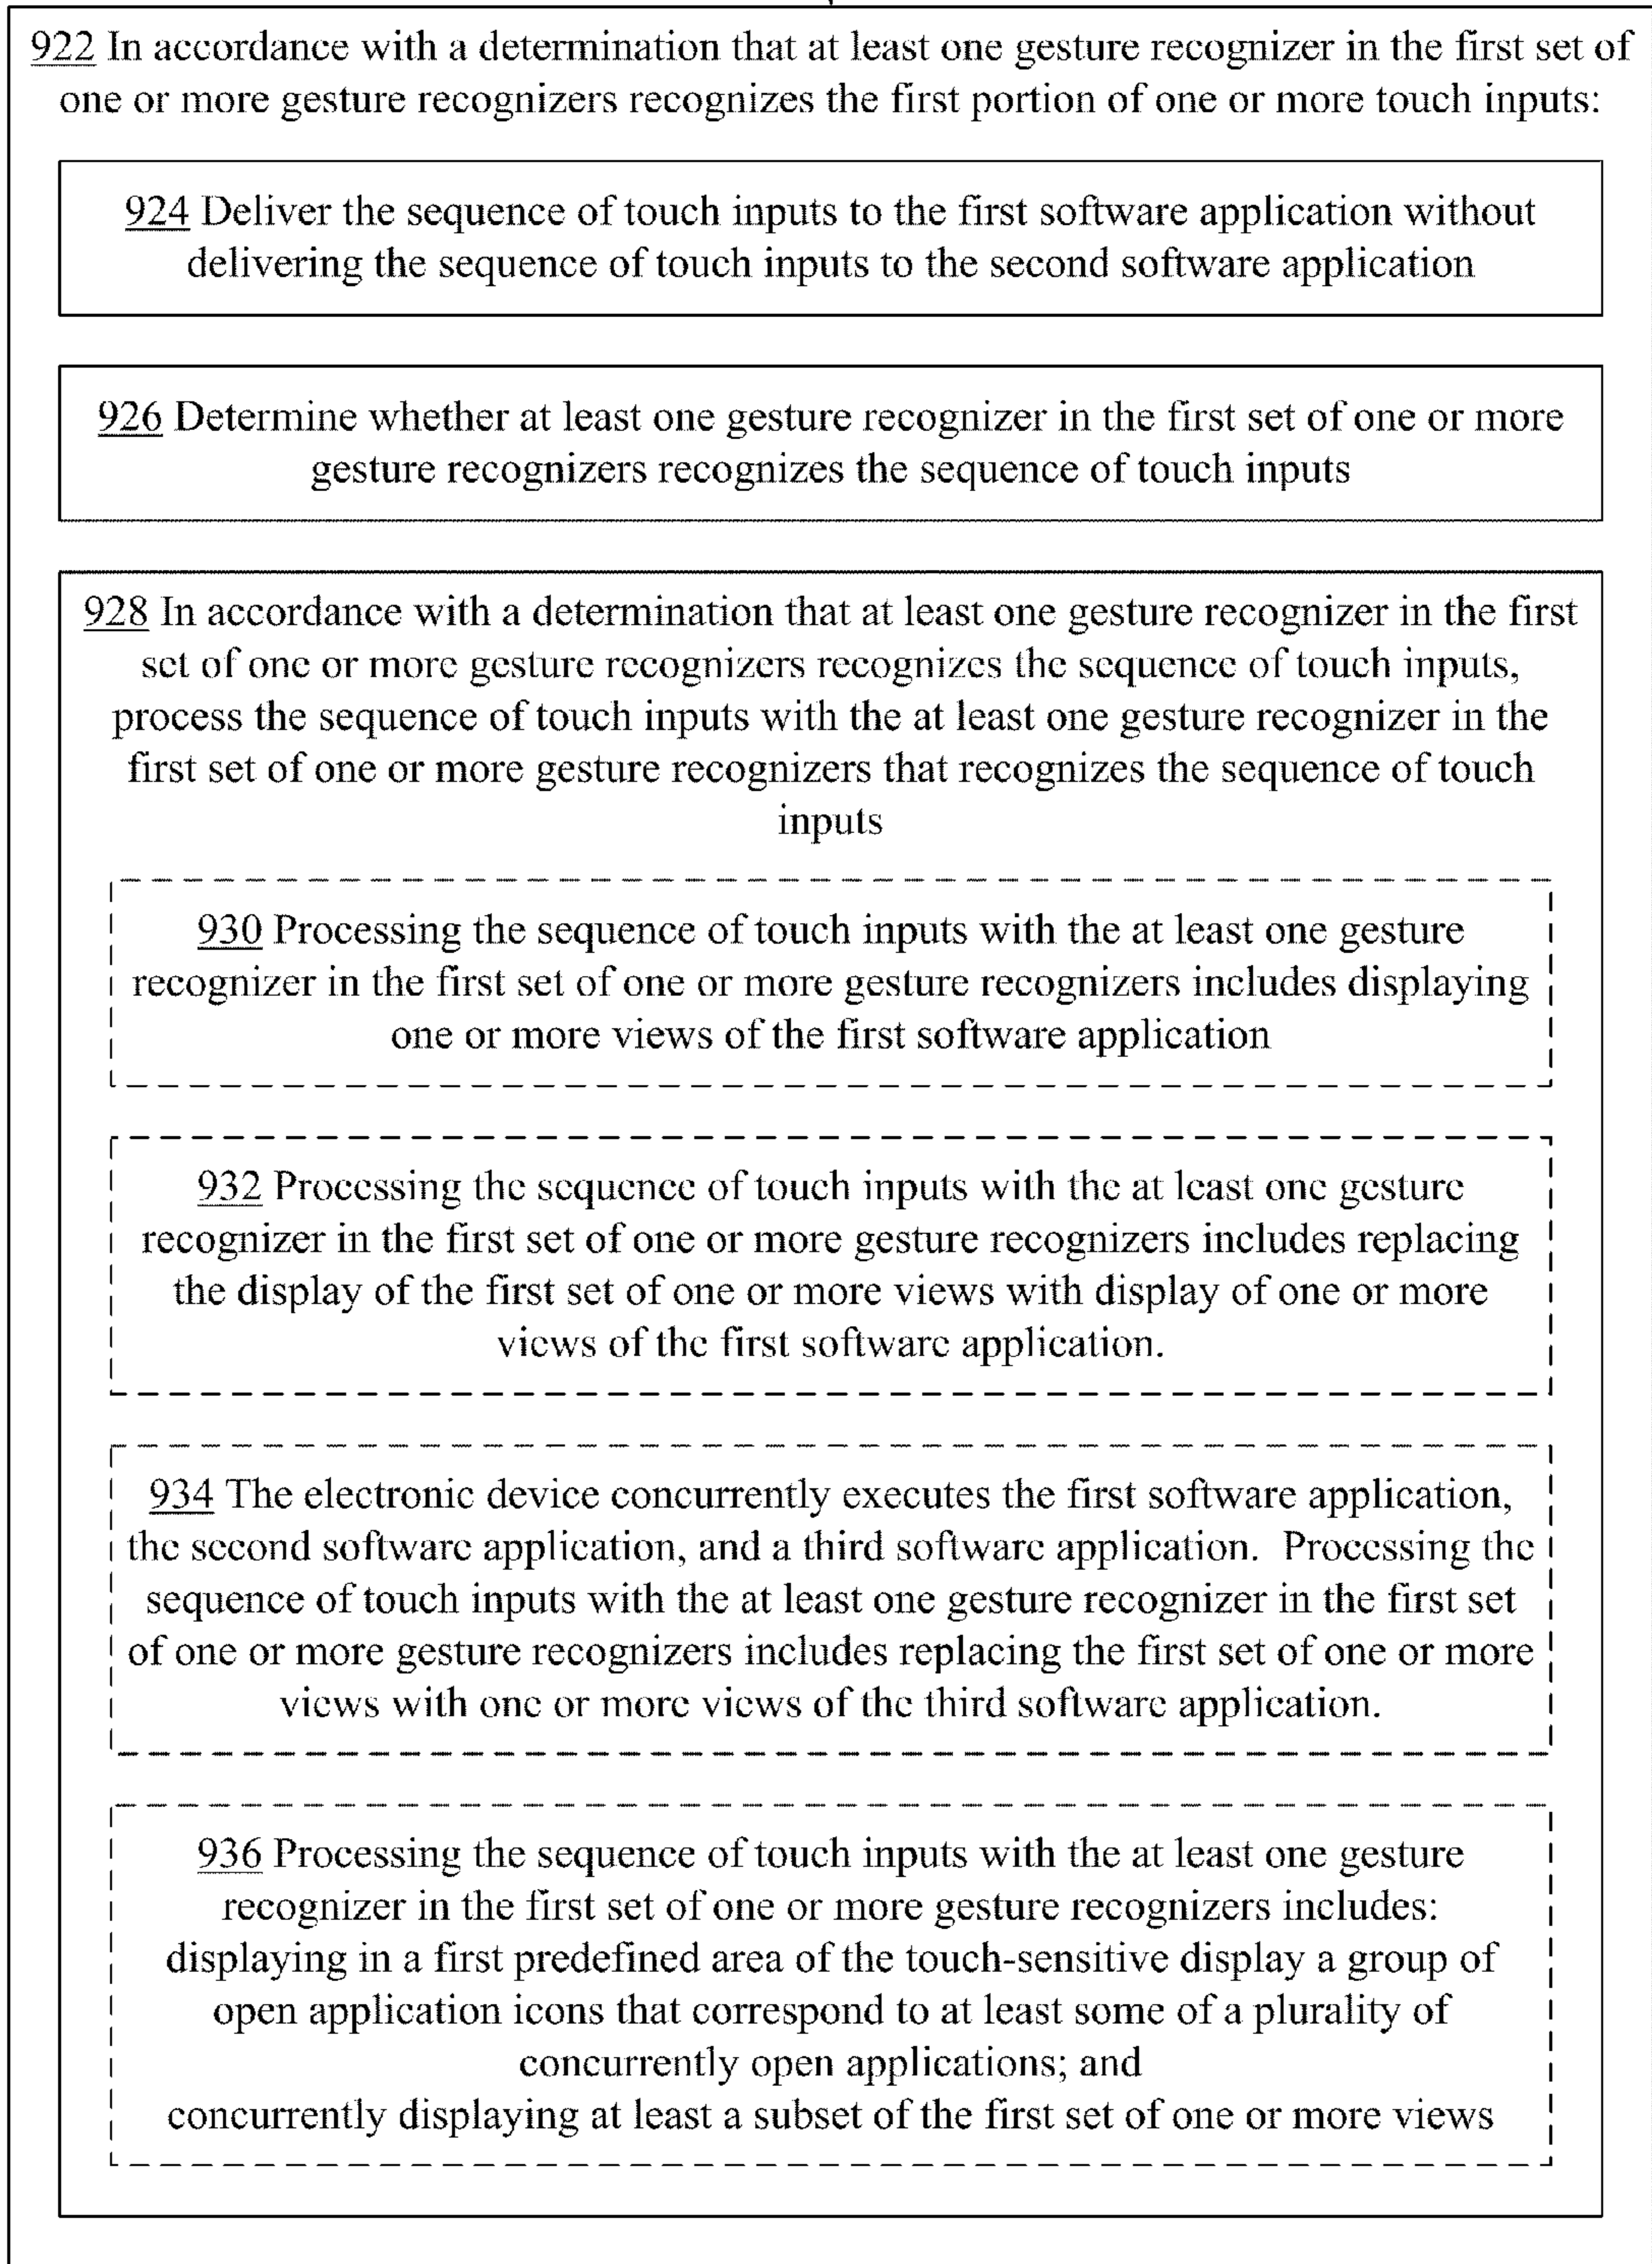 922 In accordance with a determination that at least one gesture recognizer in the first set of
one or more gesture recognizers recognizes the first portion of one or more touch inputs:
924 Deliver the sequence of touch inputs to the first software application without
delivering the sequence of touch inputs to the second software application
926 Determine whether at least one gesture recognizer in the first set of one or more
gesture recognizers recognizes the sequence of touch inputs
928 In accordance with a determination that at least one gesture recognizer in the first
set of one or more gesture recognizers recognizes the sequence of touch inputs,
process the sequence of touch inputs with the at least one gesture recognizer in the
first set of one or more gesture recognizers that recognizes the sequence of touch
inputs
930 Processing the sequence of touch inputs with the at least one gesture
recognizer in the first set of one or more gesture recognizers includes displaying
one or more views of the first software application
932 Processing the sequence of touch inputs with the at least one gesture
recognizer in the first set of one or more gesture recognizers includes replacing
the display of the first set of one or more views with display of one or more
views of the first software application.
934 The electronic device concurrently executes the first software application,
the second software application, and a third software application.  Processing the
sequence of touch inputs with the at least one gesture recognizer in the first set
of one or more gesture recognizers includes replacing the first set of one or more
views with one or more views of the third software application.
936 Processing the sequence of touch inputs with the at least one gesture
recognizer in the first set of one or more gesture recognizers includes:
displaying in a first predefined area of the touch-sensitive display a group of
open application icons that correspond to at least some of a plurality of
concurrently open applications; and
concurrently displaying at least a subset of the first set of one or more views